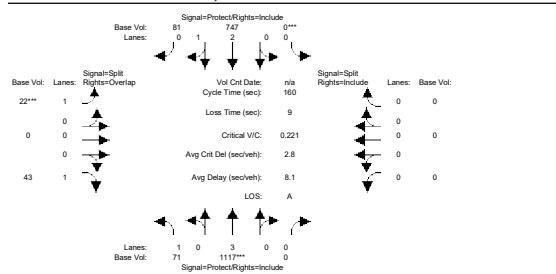 Signal=Protect/Rights=Include
Base Vol: 81 747 0***
Lanes: 0 1 2 0 0
Signal=Split Signal=Split
Base Vol: Lanes: Rights=Overlap Vol Cnt Date: n/a Rights=Include Lanes: Base Vol:
Cycle Time (sec): 160
22*** 1 0 0
0 Loss Time (sec): 9 0
0 0 Critical V/C: 0.221 0 0
0 Avg Crit Del (sec/veh): 2.8 0
43 1 Avg Delay (sec/veh): 8.1 0 0
LOS: A
Lanes: 1 0 3 0 0
Base Vol: 71 1117*** 0
Signal=Protect/Rights=Include